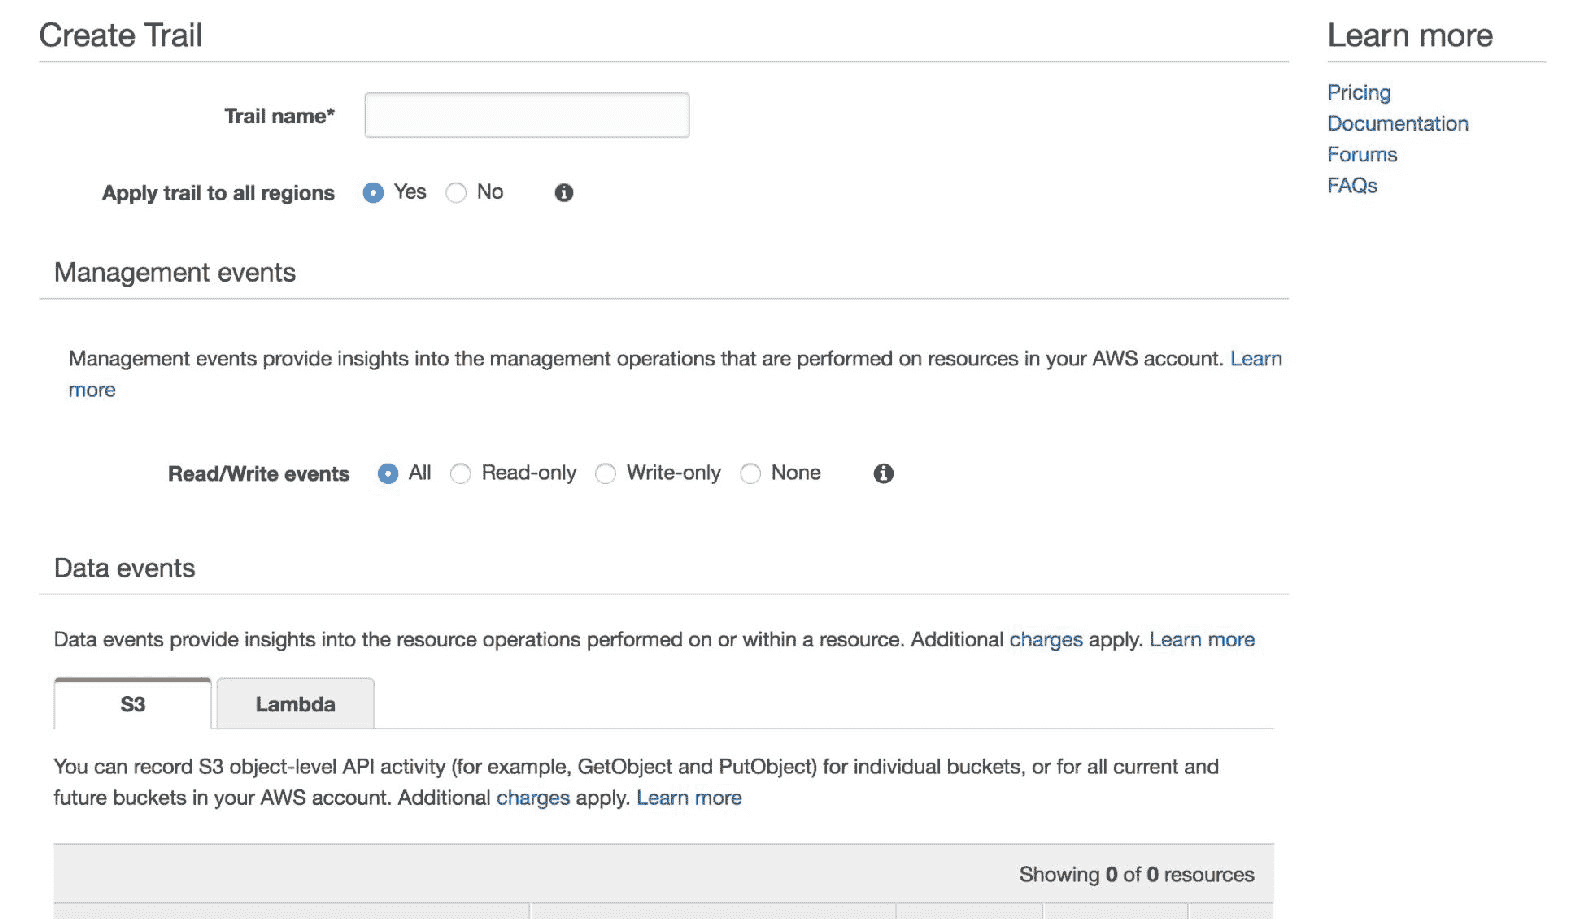 Create Trail
Learn more
Trail name*
Pricing
Documentation
Forums
FAQs
Apply trail to all regions Yes No
Management events
Management events provide insights into the management operations that are performed on resources in your AWS account. Learn
more
Read/Write events All Read-only Write-only None
Data events
Data events provide insights into the resource operations performed on or within a resource. Additional charges apply. Learn more
S3 Lambda
You can record S3 object-level API activity (for example, GetObject and PutObject) for individual buckets, or for all current and
future buckets in your AWS account. Additional charges apply. Learn more
Showing 0 of 0 resources